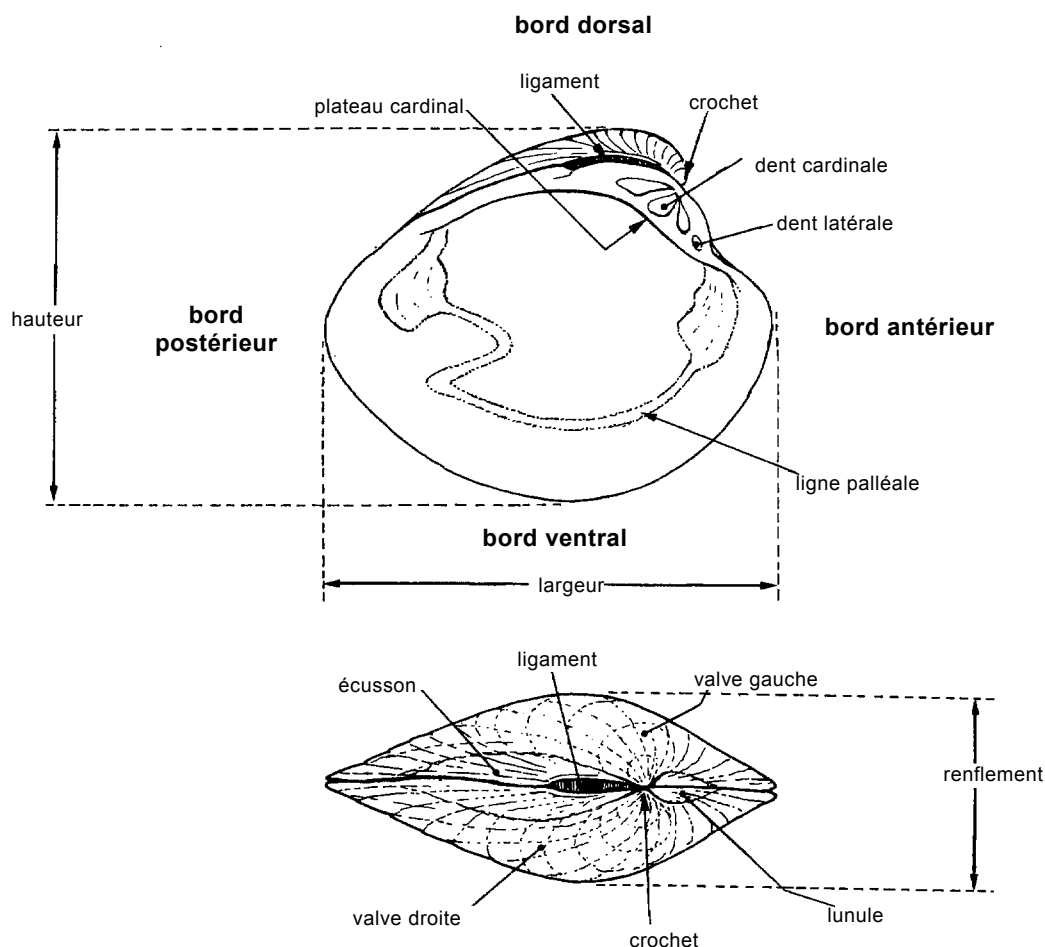 bord dorsal
ligament
plateau cardinal
crochet
dent cardinale
dent latérale
hauteur
bord
postérieur
bord antérieur
ligne palléale
bord ventral
largeur
ligament
écusson
valve gauche
renflement
valve droite
lunule
crochet